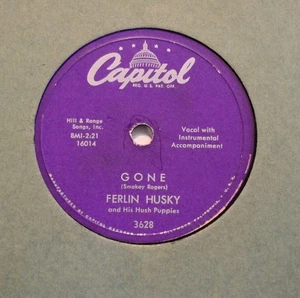 Capitol
REG. U.S. PAT. OFF.
Hill & Range
Songs, Inc.
BMI-2:21
16014
Vocal with
Instrumental
Accompaniment
GONE
(Smokey Rogers)
FERLIN HUSKY
and His Hush Puppies
3628